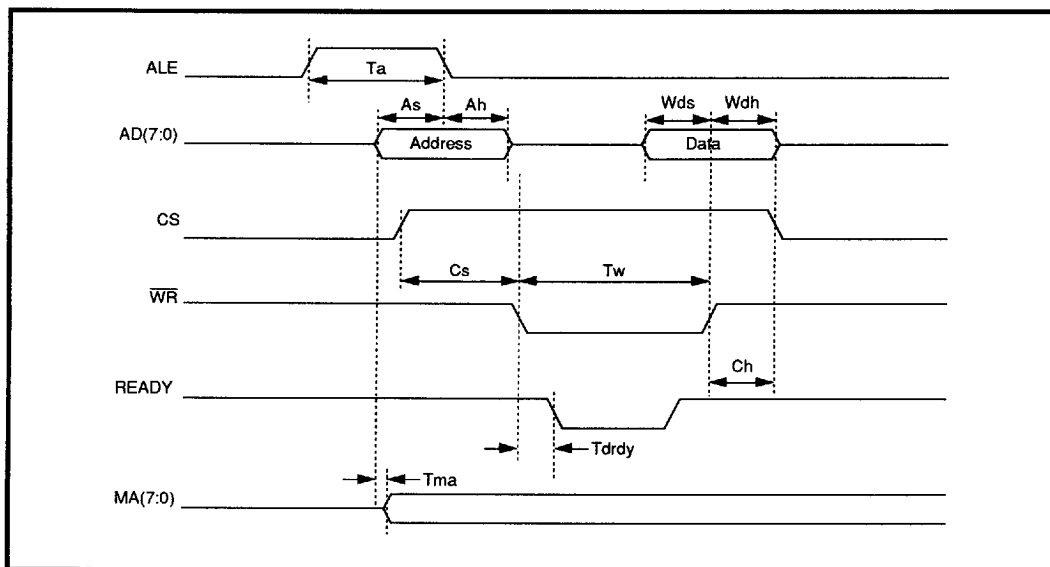 ALE
Ta
As Ah
Wds Wdh
AD(7:0)
Address
Data
CS
Cs
Tw
WR
Ch
READY
Tdrdy
Tma
MA(7:0)